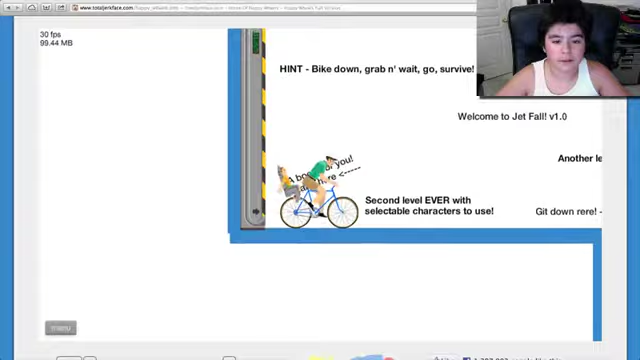 www.totaljerkface.com
30 fps
99.44 MB
HINT - Bike down, grab n' wait, go, survive!
Welcome to Jet Fall! v1.0
Another le
you!
here <-----
Second level EVER with
selectable characters to use!
Git down rere! -
menu